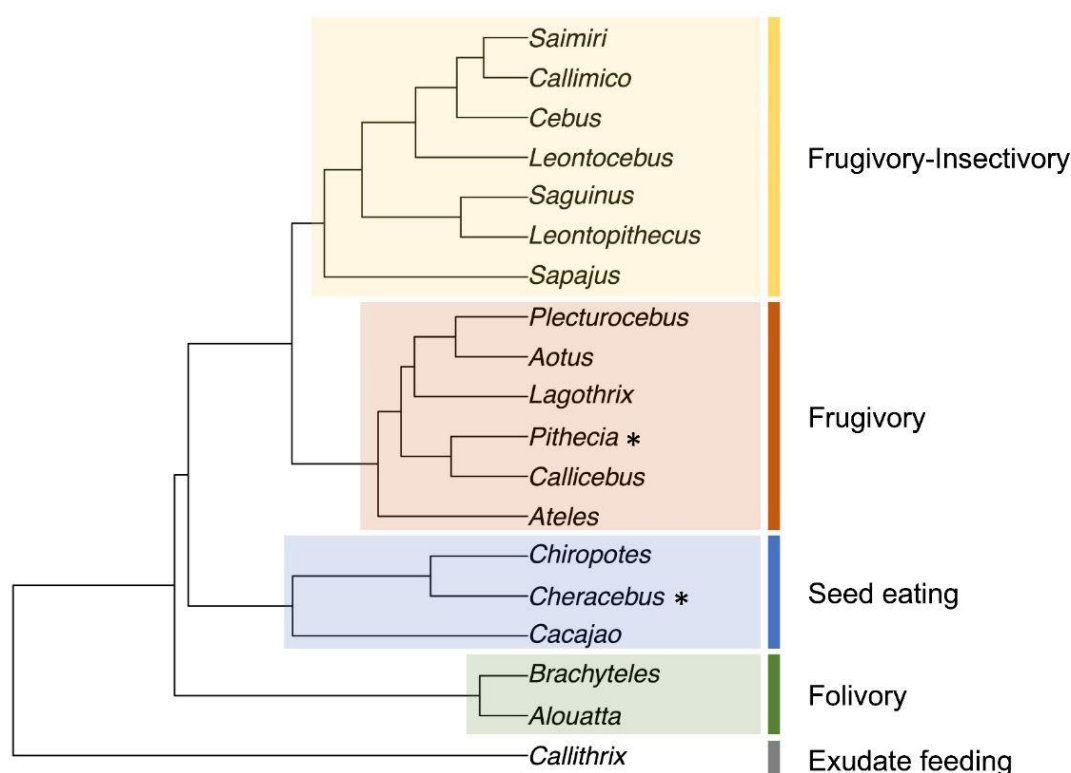 Saimiri
Callimico
Cebus
Leontocebus
Saguinus
Leontopithecus
Sapajus
Frugivory-Insectivory
Plecturocebus
Aotus
Lagothrix
Pithecia *
Callicebus
Ateles
Frugivory
Chiropotes
Cheracebus *
Cacajao
Seed eating
Brachyteles
Alouatta
Folivory
Callithrix
Exudate feeding